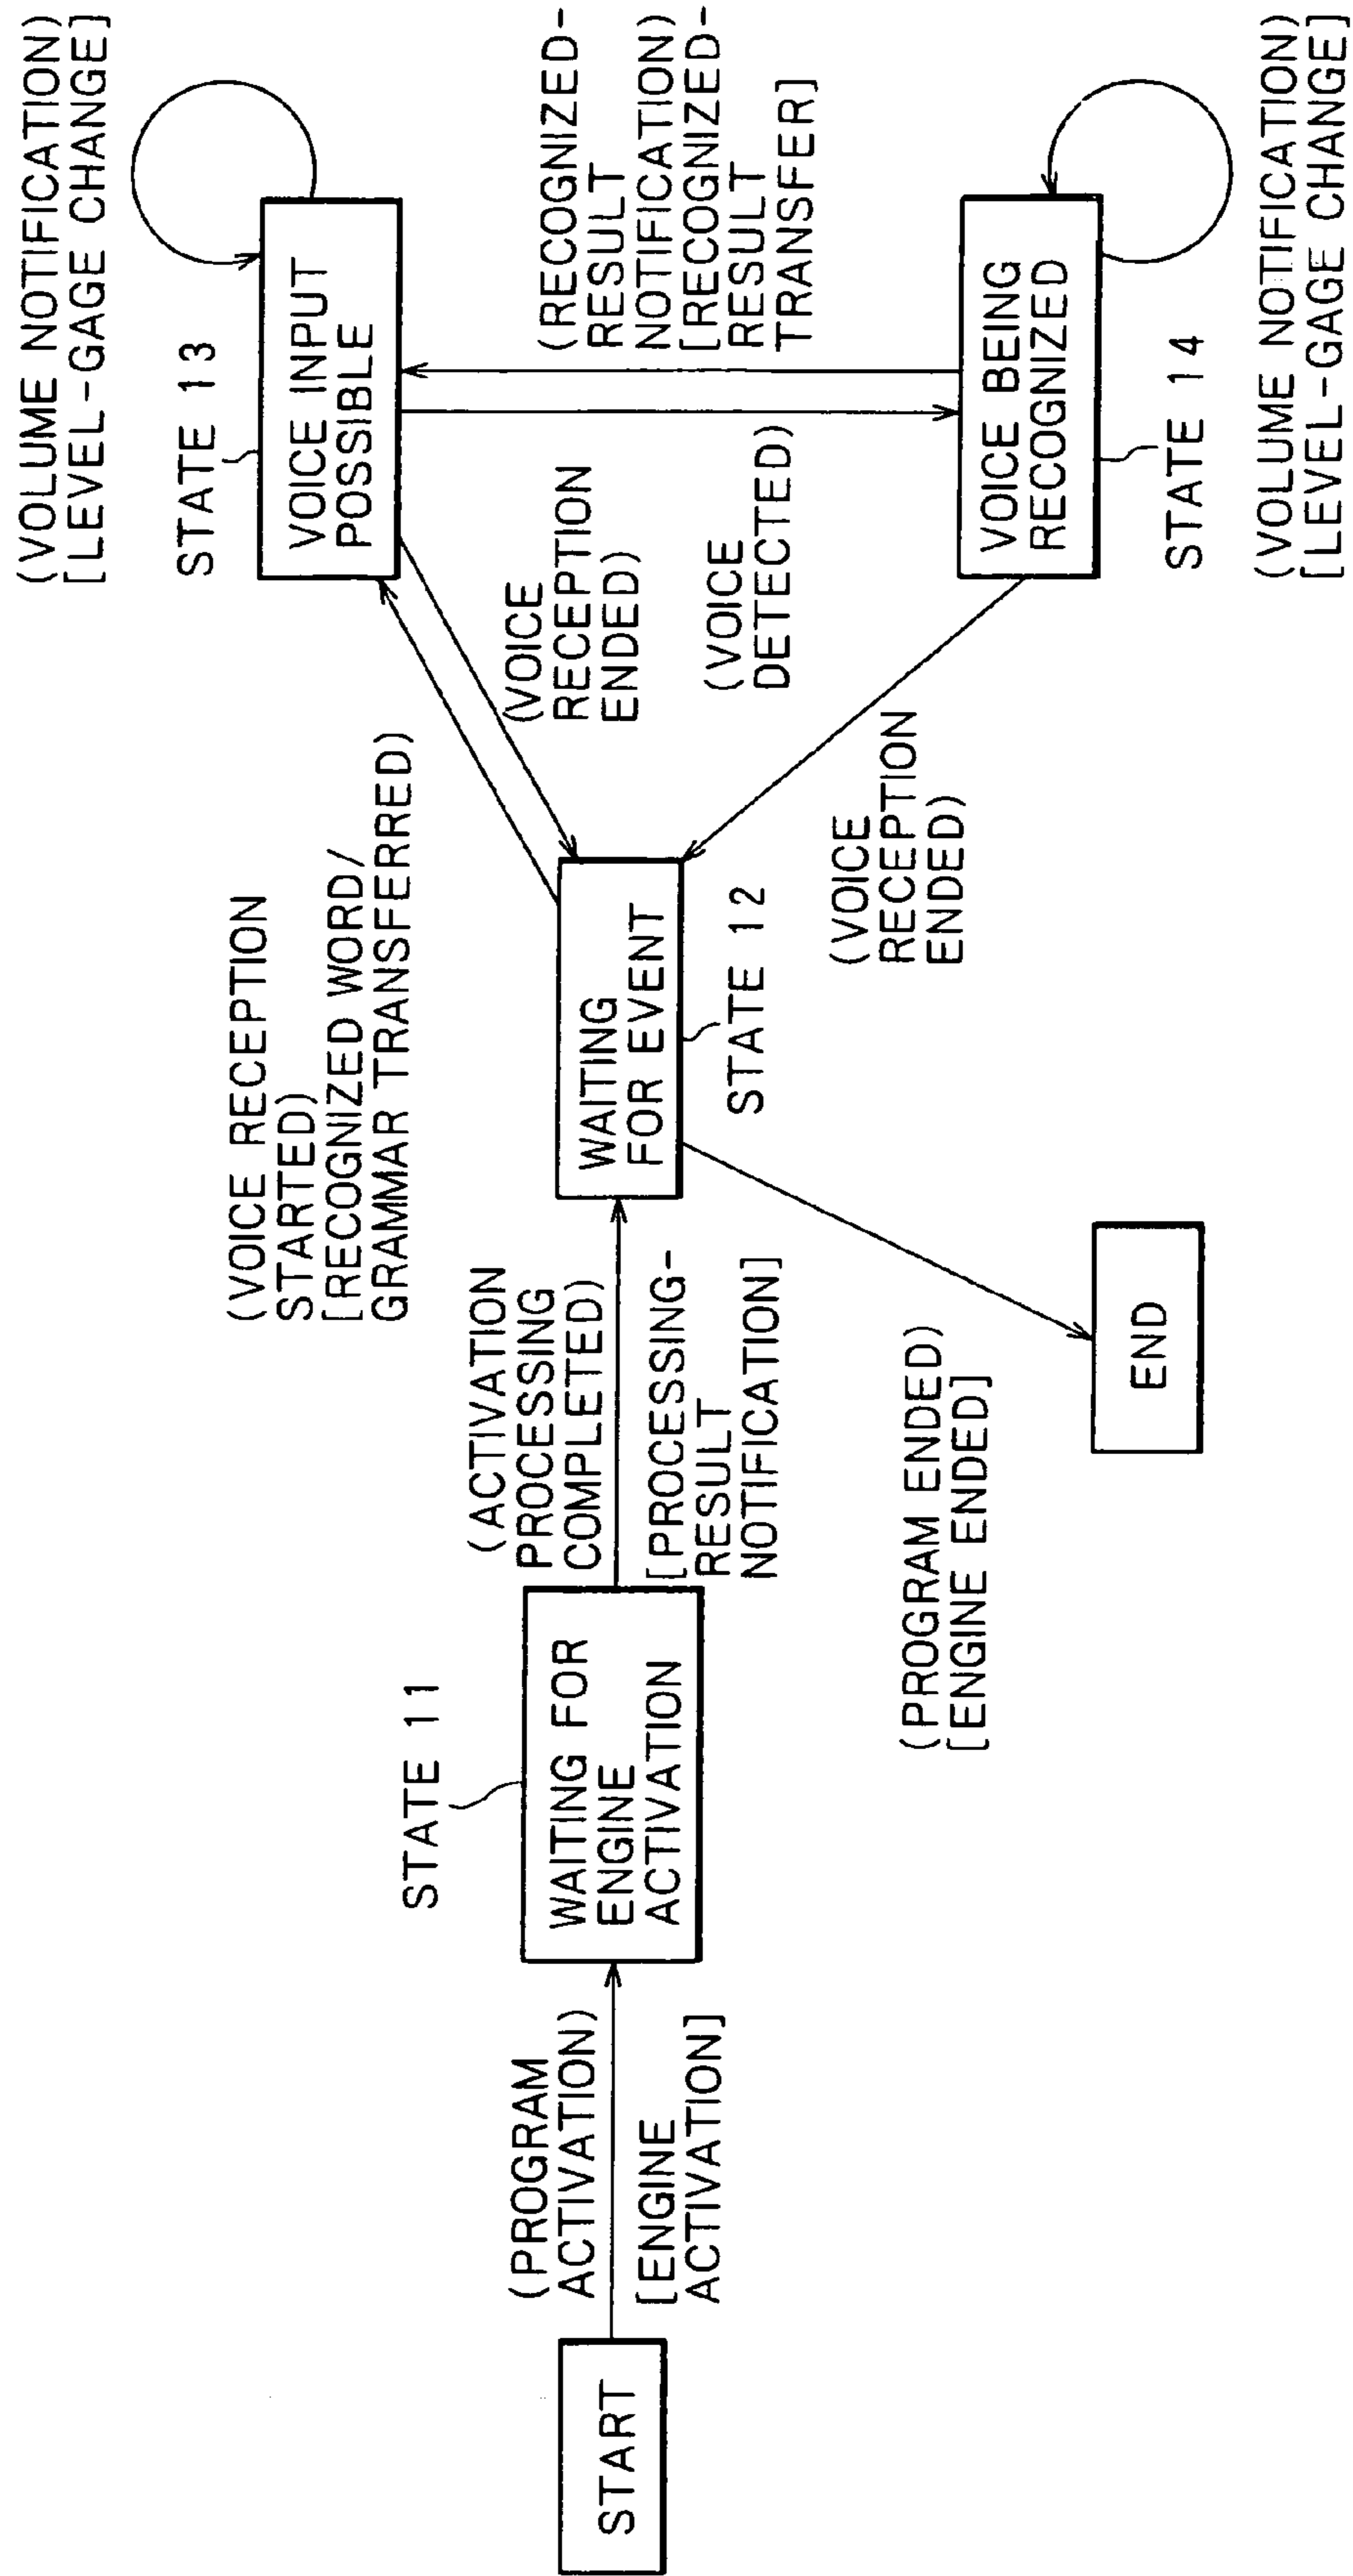 START
(PROGRAM
ACTIVATION)
[ENGINE
ACTIVATION]
STATE 11
WAITING FOR
ENGINE
ACTIVATION
(ACTIVATION
PROCESSING
COMPLETED)
[PROCESSING-
RESULT
NOTIFICATION]
WAITING
FOR EVENT
STATE 12
(PROGRAM ENDED)
[ENGINE ENDED]
END
(VOICE RECEPTION
STARTED)
[RECOGNIZED WORD/
GRAMMAR TRANSFERRED)
(VOICE
RECEPTION
ENDED)
(VOICE
DETECTED)
(VOICE
RECEPTION
ENDED)
(VOLUME NOTIFICATION)
[LEVEL-GAGE CHANGE]
STATE 13
VOICE INPUT
POSSIBLE
(RECOGNIZED-
RESULT
NOTIFICATION)
[RECOGNIZED-
RESULT
TRANSFER]
VOICE BEING
RECOGNIZED
STATE 14
(VOLUME NOTIFICATION)
[LEVEL-GAGE CHANGE]